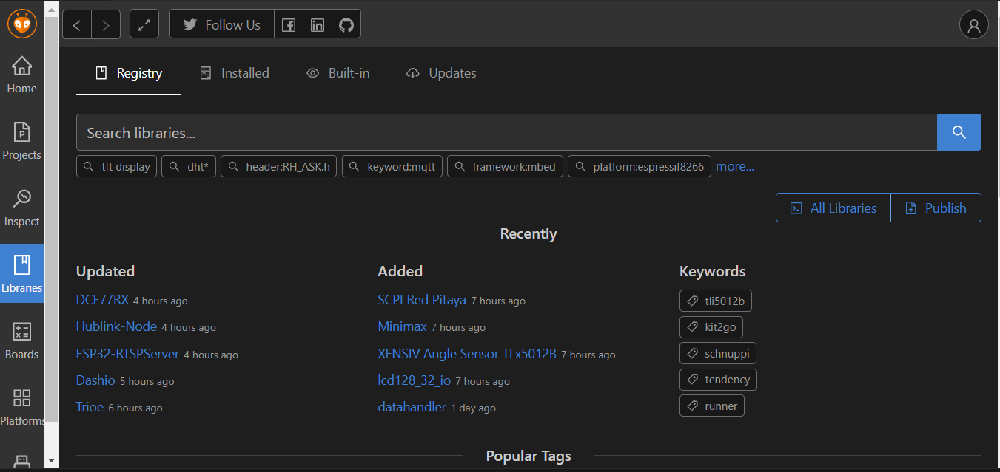 Follow Us
Home
Projects
Inspect
Libraries
Boards
Platforms
Registry Installed Built-in Updates
Search libraries...
tft display dht* header:RH_ASK.h keyword:mqtt framework:mbed platform:espressif8266 more...
All Libraries Publish
Recently
Updated Added Keywords
DCF77RX 4 hours ago SCPI Red Pitaya 7 hours ago tli5012b
Hublink-Node 4 hours ago Minimax 7 hours ago kit2go
ESP32-RTSPServer 4 hours ago XENSIV Angle Sensor TLx5012B 7 hours ago schnuppi
Dashio 5 hours ago lcd128_32_io 7 hours ago tendency
Trioe 6 hours ago datahandler 1 day ago runner
Popular Tags